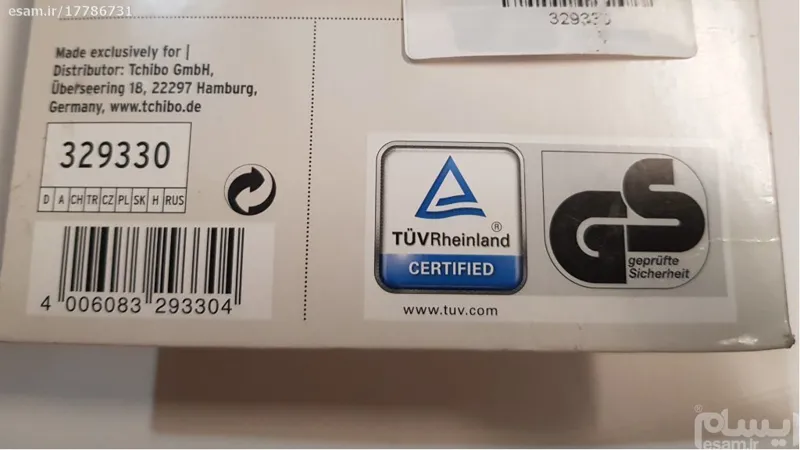 esam.ir/17786731
329330
Made exclusively for |
Distributor: Tchibo GmbH,
Überseering 18, 22297 Hamburg,
Germany, www.tchibo.de
329330
D A CH TR CZ PL SK H RUS
4 006083 293304
®
TÜVRheinland
CERTIFIED
www.tuv.com
GS
geprüfte
Sicherheit
ایسام®
esam.ir